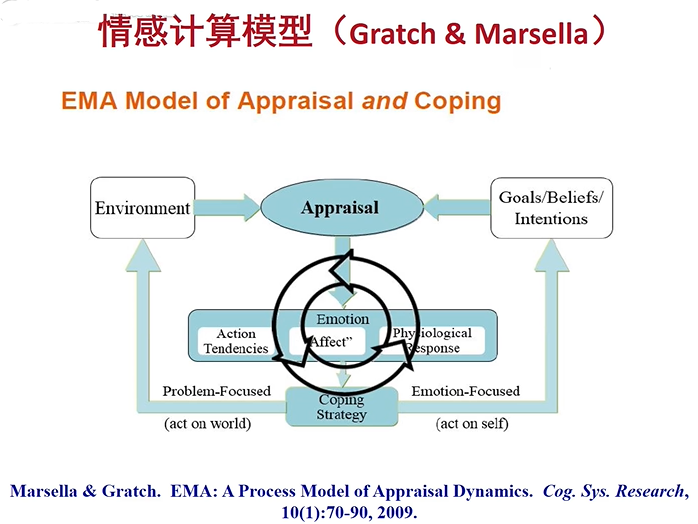 情感计算模型（Gratch & Marsella）
EMA Model of Appraisal and Coping
Environment
Appraisal
Goals/Beliefs/
Intentions
Emotion
Action
Tendencies
Affect”
Physiological
Response
Problem-Focused
(act on world)
Coping
Strategy
Emotion-Focused
(act on self)
Marsella & Gratch. EMA: A Process Model of Appraisal Dynamics. Cog. Sys. Research,
10(1):70-90, 2009.